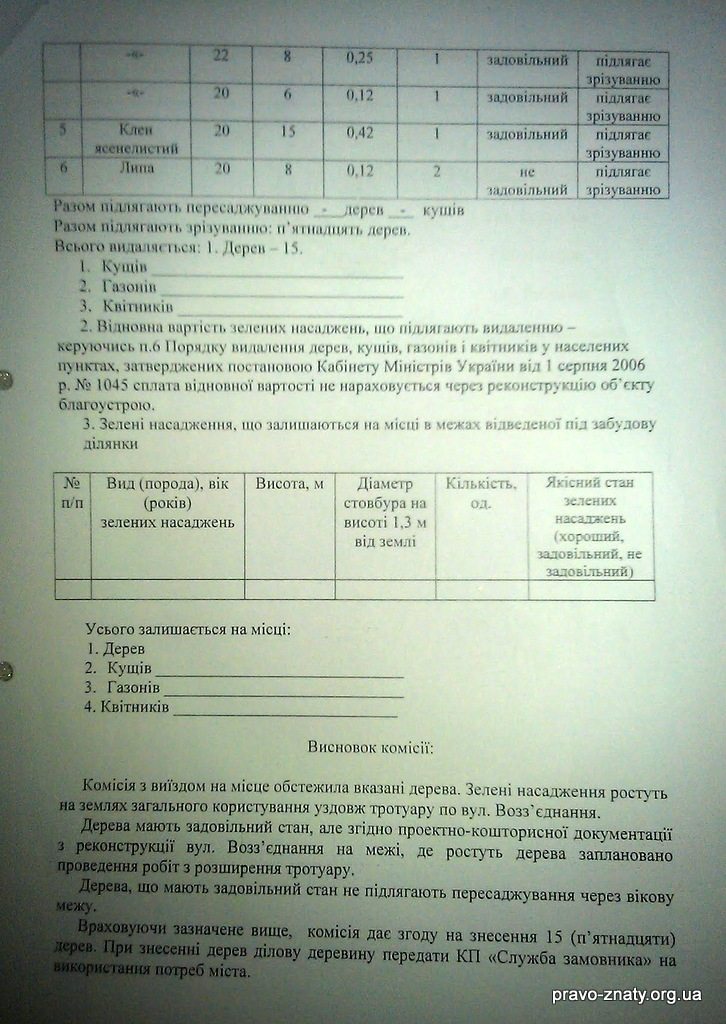 -«- 22 8 0,25 1 задовільний підлягає
зрізуванню
-«- 20 6 0,12 1 задовільний підлягає
зрізуванню
5 Клен 20 15 0,42 1 задовільний підлягає
ясенелистий зрізуванню
6 Липа 20 8 0,12 2 не підлягає
задовільний зрізуванню
Разом підлягають пересаджуванню _-_ дерев _-_ кущів
Разом підлягають зрізуванню: п’ятнадцять дерев.
Всього видаляється: 1. Дерев – 15.
1. Кущів
2. Газонів
3. Квітників
2. Відновна вартість зелених насаджень, що підлягають видаленню –
керуючись п.6 Порядку видалення дерев, кущів, газонів і квітників у населених
пунктах, затверджених постановою Кабінету Міністрів України від 1 серпня 2006
р. № 1045 сплата відновної вартості не нараховується через реконструкцію об’єкту
благоустрою.
3. Зелені насадження, що залишаються на місці в межах відведеної під забудову
ділянки
№ Вид (порода), вік Висота, м Діаметр Кількість, Якісний стан
п/п (років) стовбура на од. зелених
зелених насаджень висоті 1,3 м насаджень
від землі (хороший,
задовільний, не
задовільний)
Усього залишається на місці:
1. Дерев
2. Кущів
3. Газонів
4. Квітників
Висновок комісії:
Комісія з виїздом на місце обстежила вказані дерева. Зелені насадження ростуть
на землях загального користування уздовж тротуару по вул. Возз’єднання.
Дерева мають задовільний стан, але згідно проектно-кошторисної документації
з реконструкції вул. Возз’єднання на межі, де ростуть дерева заплановано
проведення робіт з розширення тротуару.
Дерева, що мають задовільний стан не підлягають пересаджування через вікову
межу.
Враховуючи зазначене вище, комісія дає згоду на знесення 15 (п’ятнадцяти)
дерев. При знесенні дерев ділову деревину передати КП «Служба замовника» на
використання потреб міста.
pravo-znaty.org.ua